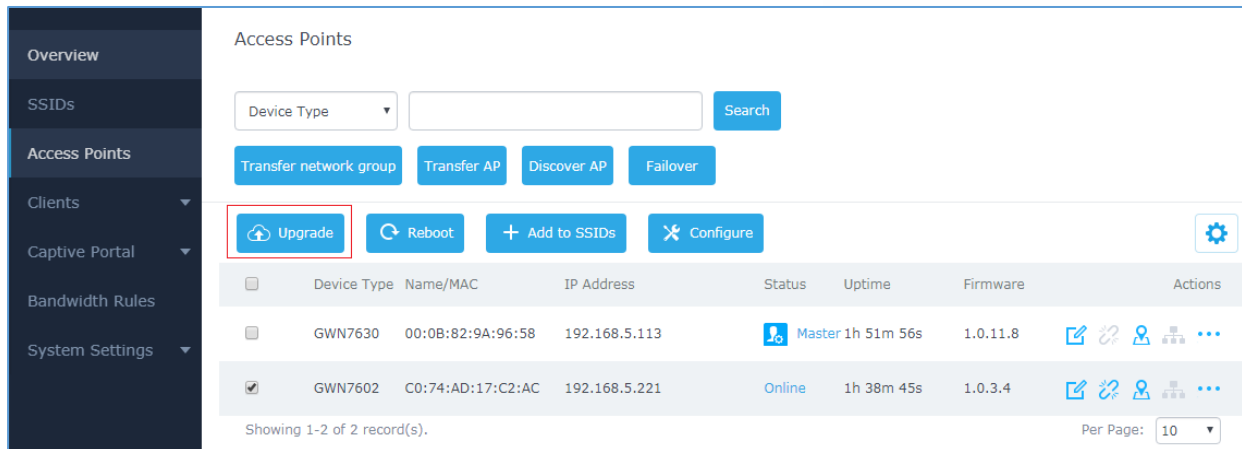 Overview
SSIDs
Access Points
Clients
Captive Portal
Bandwidth Rules
System Settings
Access Points
Device Type Search
Transfer network group Transfer AP Discover AP Failover
Upgrade Reboot Add to SSIDs Configure
Device Type Name/MAC IP Address Status Uptime Firmware Actions
GWN7630 00:0B:82:9A:96:58 192.168.5.113 Master 1h 51m 56s 1.0.11.8
GWN7602 C0:74:AD:17:C2:AC 192.168.5.221 Online 1h 38m 45s 1.0.3.4
Showing 1-2 of 2 record(s). Per Page: 10